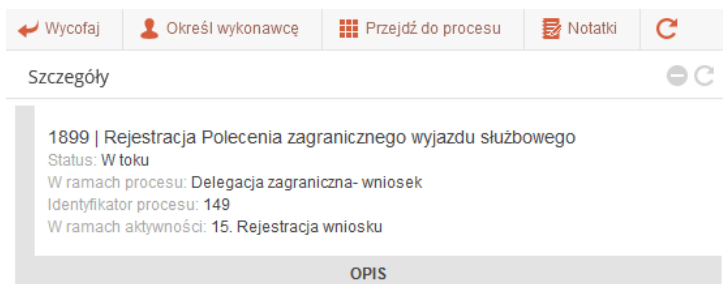 Wycofaj Określ wykonawcę Przejdź do procesu Notatki
Szczegóły
1899 | Rejestracja Polecenia zagranicznego wyjazdu służbowego
Status: W toku
W ramach procesu: Delegacja zagraniczna- wniosek
Identyfikator procesu: 149
W ramach aktywności: 15. Rejestracja wniosku
OPIS